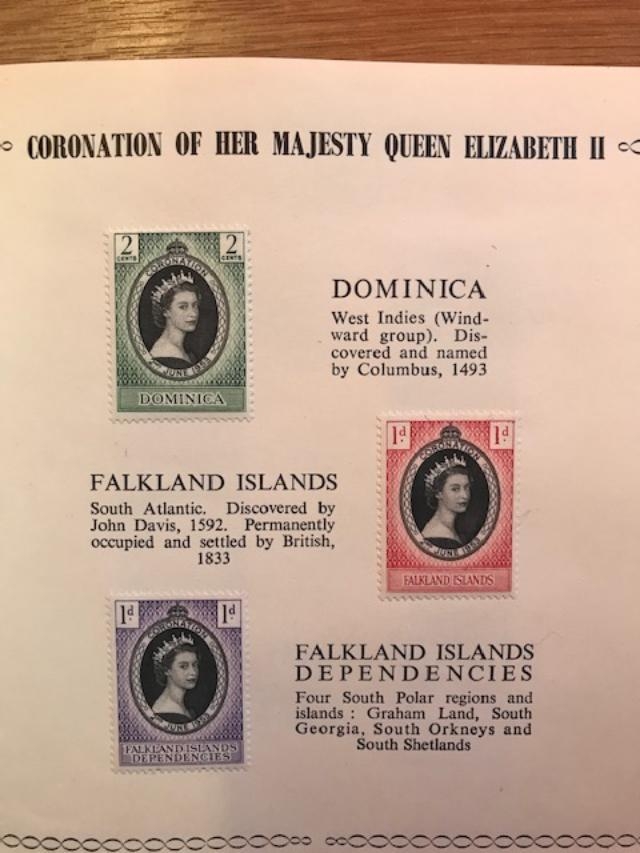 CORONATION OF HER MAJESTY QUEEN ELIZABETH II
2 CENTS 2 CENTS
CORONATION
2ND JUNE 1953
DOMINICA
DOMINICA
West Indies (Wind-
ward group). Dis-
covered and named
by Columbus, 1493
FALKLAND ISLANDS
South Atlantic. Discovered by
John Davis, 1592. Permanently
occupied and settled by British,
1833
1d. 1d.
CORONATION
2ND JUNE 1953
FALKLAND ISLANDS
1d. 1d.
CORONATION
2ND JUNE 1953
FALKLAND ISLANDS
DEPENDENCIES
FALKLAND ISLANDS
DEPENDENCIES
Four South Polar regions and
islands : Graham Land, South
Georgia, South Orkneys and
South Shetlands